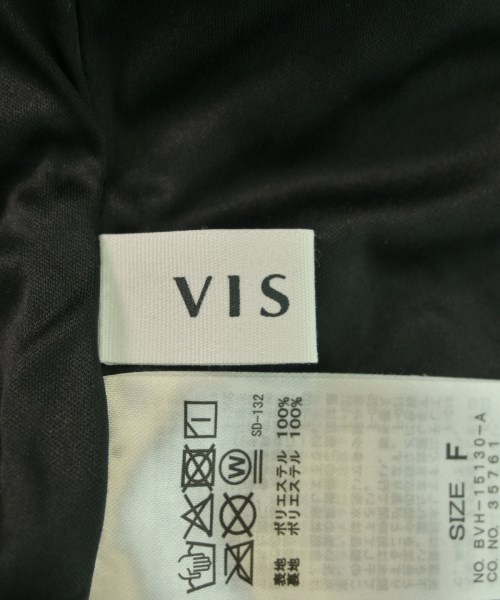 VIS
SD-132
表地 ポリエステル 100%
裏地 ポリエステル 100%
SIZE F
NO. BVH-15130-A
CO. NO. 35761